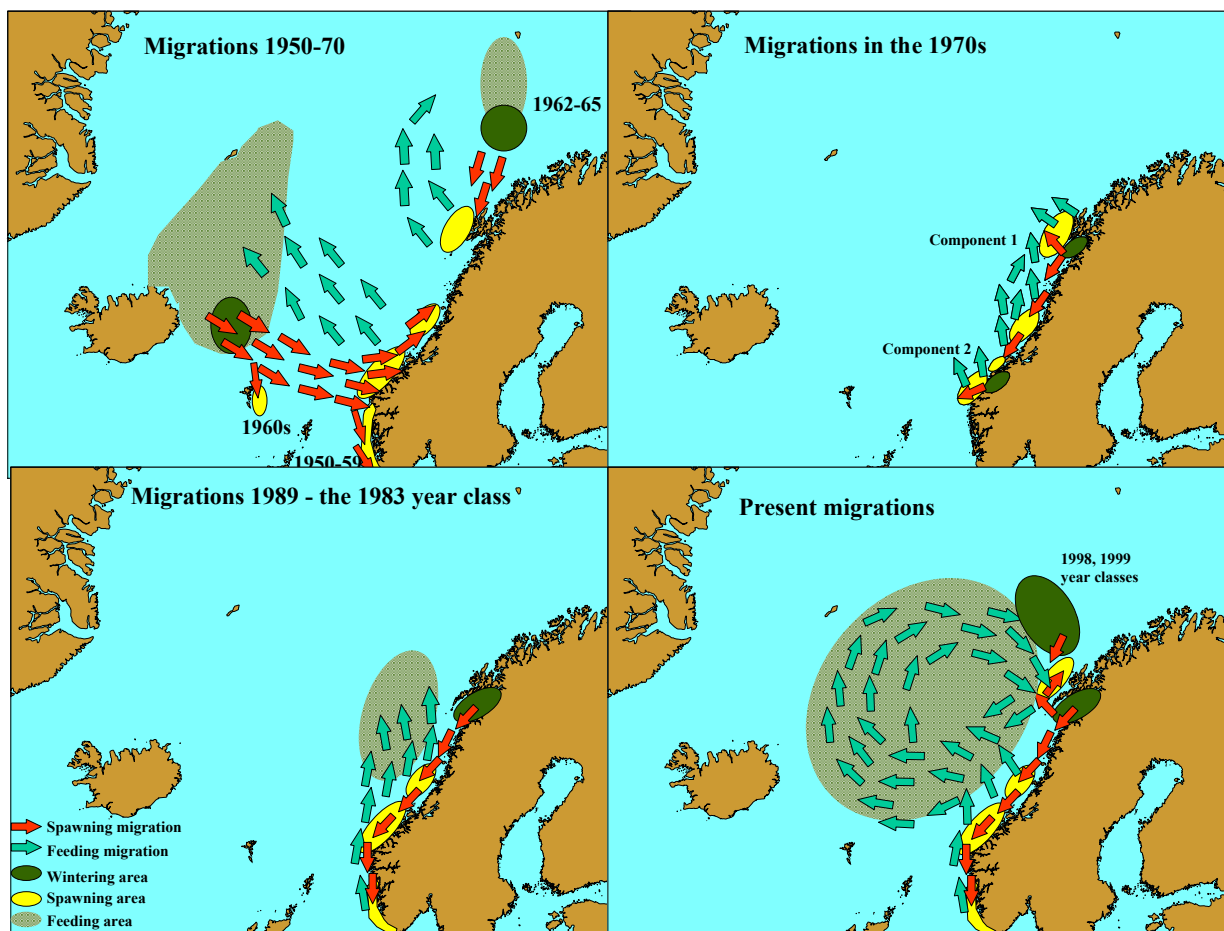 Migrations 1950-70
1962-65
1960s
1950-59
Migrations in the 1970s
Component 1
Component 2
Migrations 1989 - the 1983 year class
Spawning migration
Feeding migration
Wintering area
Spawning area
Feeding area
Present migrations
1998, 1999
year classes